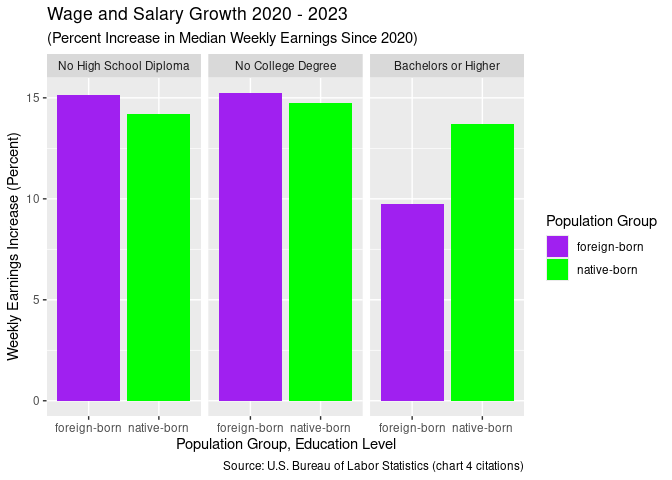 Wage and Salary Growth 2020 - 2023
(Percent Increase in Median Weekly Earnings Since 2020)
No High School Diploma
No College Degree
Bachelors or Higher
Weekly Earnings Increase (Percent)
15
10
5
0
foreign-born
native-born
foreign-born
native-born
foreign-born
native-born
Population Group, Education Level
Population Group
foreign-born
native-born
Source: U.S. Bureau of Labor Statistics (chart 4 citations)